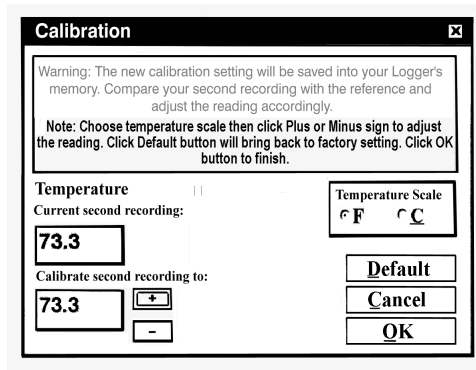 Calibration
Warning: The new calibration setting will be saved into your Logger's
memory. Compare your second recording with the reference and
adjust the reading accordingly.
Note: Choose temperature scale then click Plus or Minus sign to adjust
the reading. Click Default button will bring back to factory setting. Click OK
button to finish.
Temperature
Current second recording:
73.3
Calibrate second recording to:
73.3
+
-
Temperature Scale
F C
Default
Cancel
OK